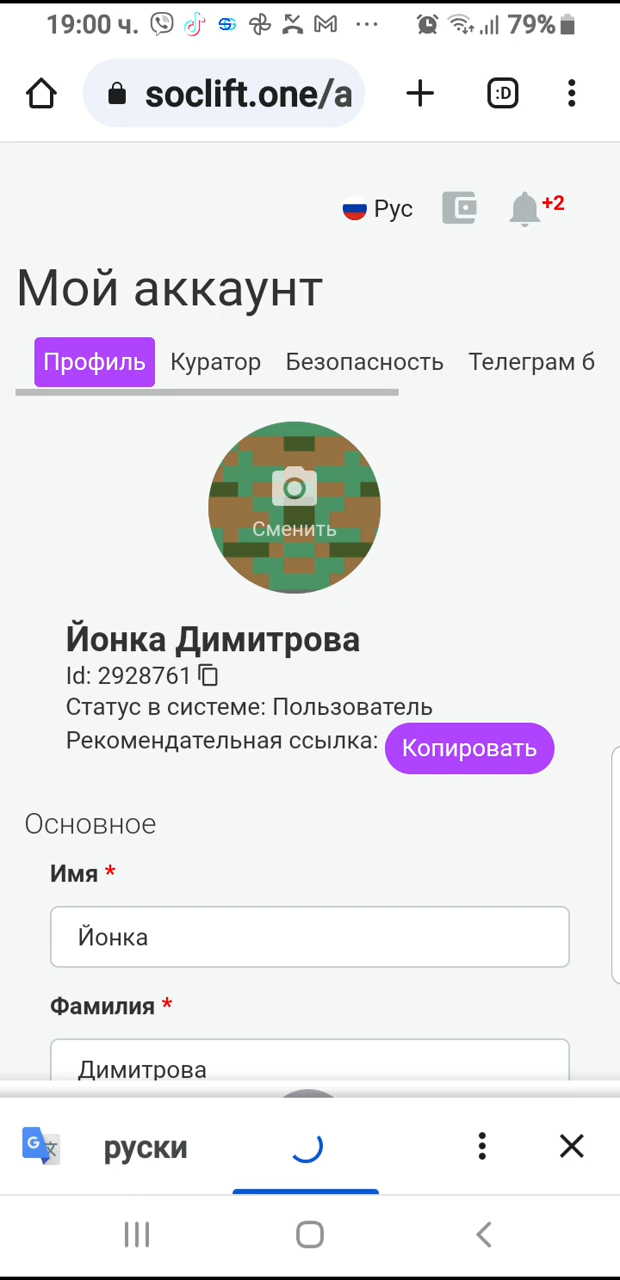 19:00 ч. 79%
soclift.one/a :D
Рус +2
Мой аккаунт
Профиль Куратор Безопасность Телеграм б
Сменить
Йонка Димитрова
Id: 2928761
Статус в системе: Пользователь
Рекомендательная ссылка: Копировать
Основное
Имя *
Йонка
Фамилия *
Димитрова
руски